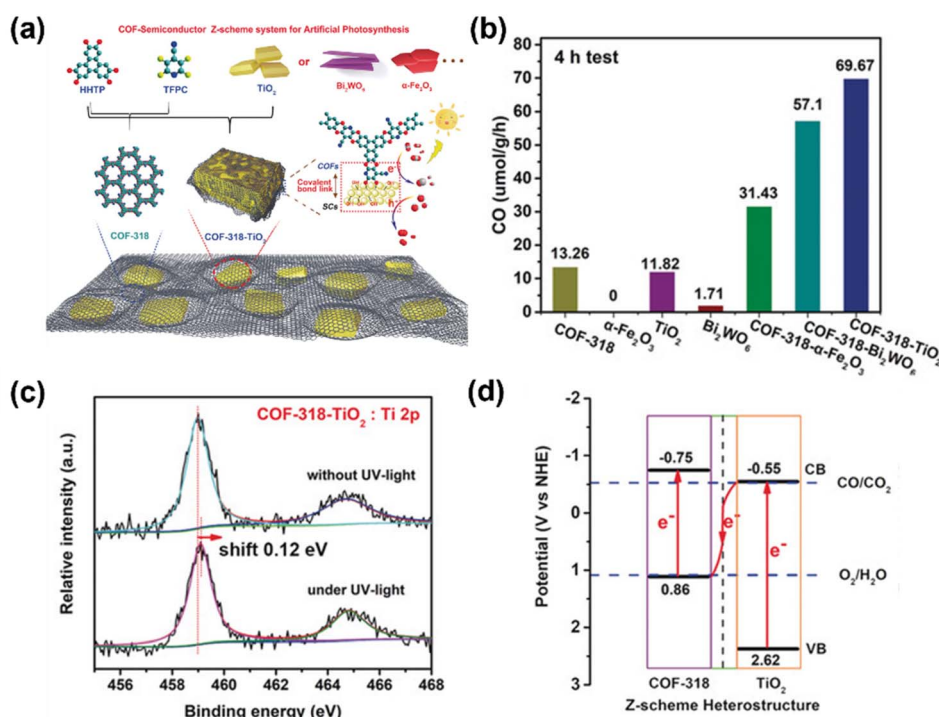 (a)
COF-Semiconductor Z-scheme system for Artificial Photosynthesis
or
HHTP
TFPC
TiO2
Bi2WO6
α-Fe2O3
COFs
Covalent
bond link
SCs
e-
h+
COF-318
COF-318-TiO2
(b)
4 h test
CO (umol/g/h)
80
70
60
50
40
30
20
10
0
13.26
0
11.82
1.71
31.43
57.1
69.67
COF-318
α-Fe2O3
TiO2
Bi2WO6
COF-318-α-Fe2O3
COF-318-Bi2WO6
COF-318-TiO2
(c)
COF-318-TiO2 : Ti 2p
Relative intensity (a.u.)
without UV-light
shift 0.12 eV
under UV-light
456 458 460 462 464 466 468
Binding energy (eV)
(d)
Potential (V vs NHE)
-2
-1
0
1
2
3
-0.75
-0.55
CB
CO/CO2
e- e- e-
O2/H2O
0.86
VB
2.62
COF-318 TiO2
Z-scheme Heterostructure